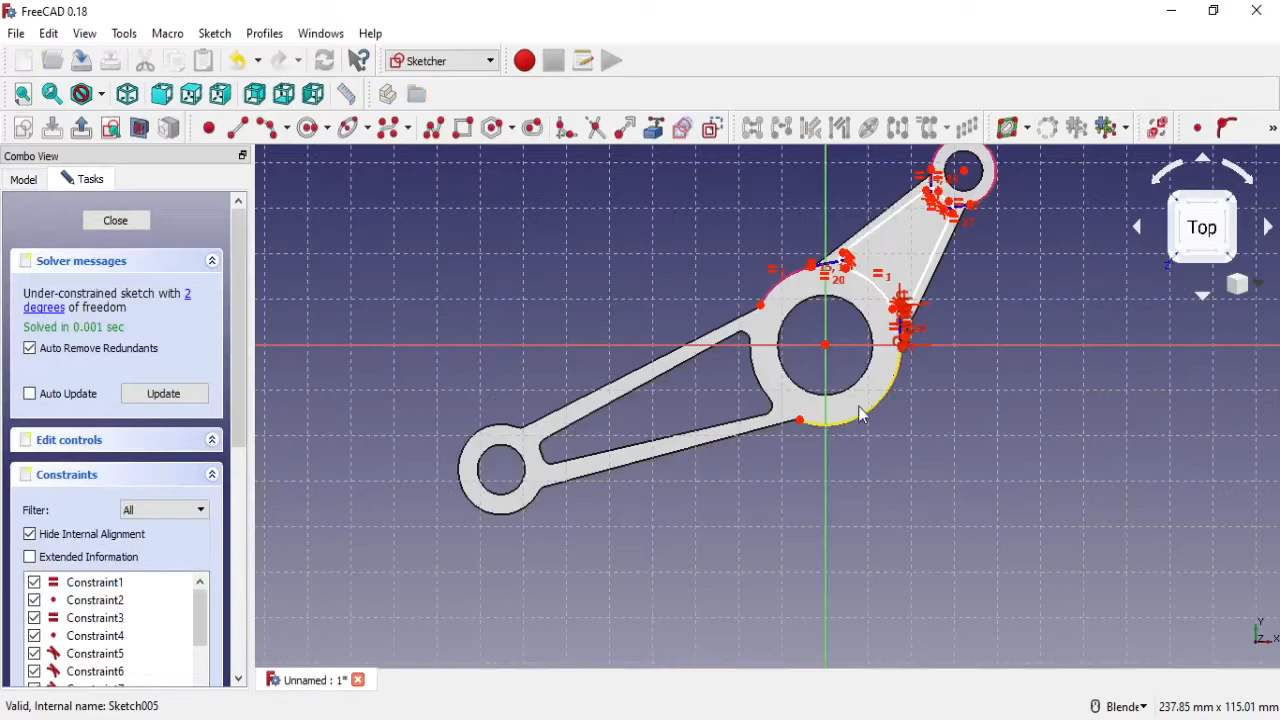 FreeCAD 0.18
File Edit View Tools Macro Sketch Profiles Windows Help
Sketcher
Combo View
Model Tasks
Close
Solver messages
Under-constrained sketch with 2
degrees of freedom
Solved in 0.001 sec
Auto Remove Redundants
Auto Update Update
Edit controls
Constraints
Filter: All
Hide Internal Alignment
Extended Information
Constraint1
Constraint2
Constraint3
Constraint4
Constraint5
Constraint6
Top
20
Unnamed : 1*
Valid, Internal name: Sketch005
Blende
237.85 mm x 115.01 mm